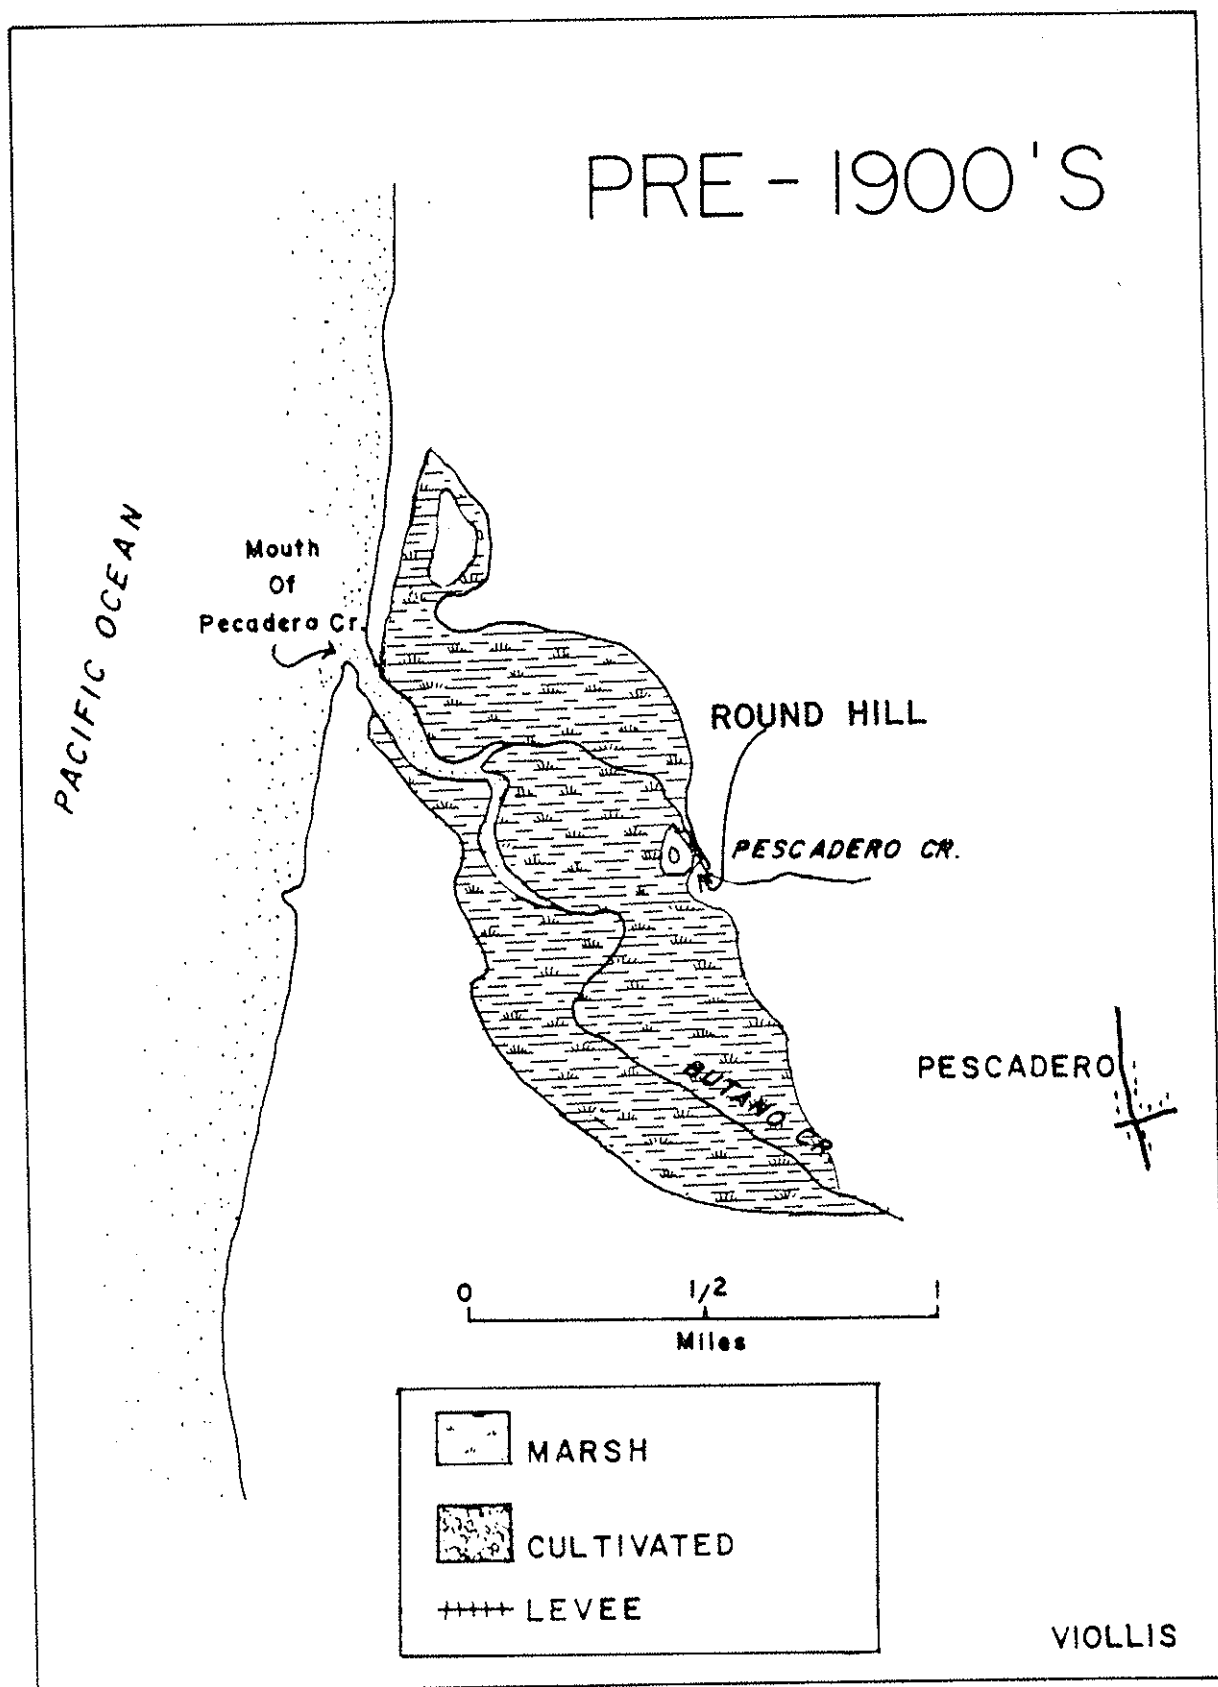 PRE - 1900'S
PACIFIC OCEAN
Mouth
Of
Pecadero Cr.
ROUND HILL
PESCADERO CR.
PESCADERO
BUTANO CR.
0 1/2 1
Miles
MARSH
CULTIVATED
LEVEE
VIOLLIS